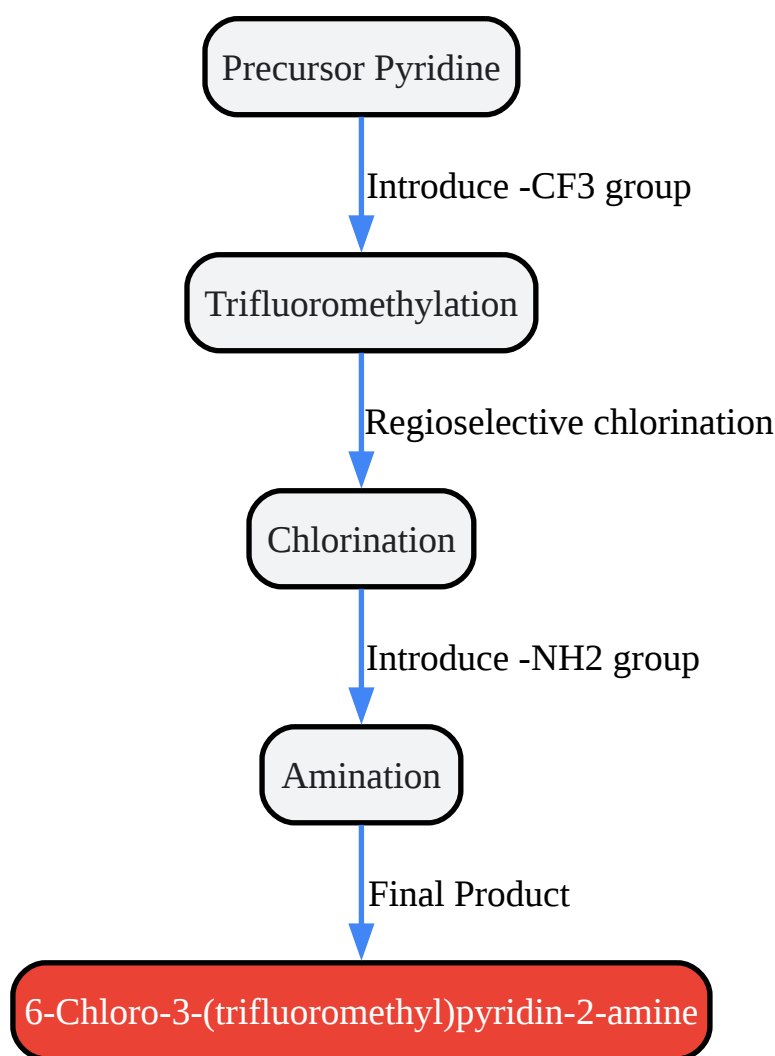 Precursor Pyridine
Introduce -CF3 group
Trifluoromethylation
Regioselective chlorination
Chlorination
Introduce -NH2 group
Amination
Final Product
6-Chloro-3-(trifluoromethyl)pyridin-2-amine